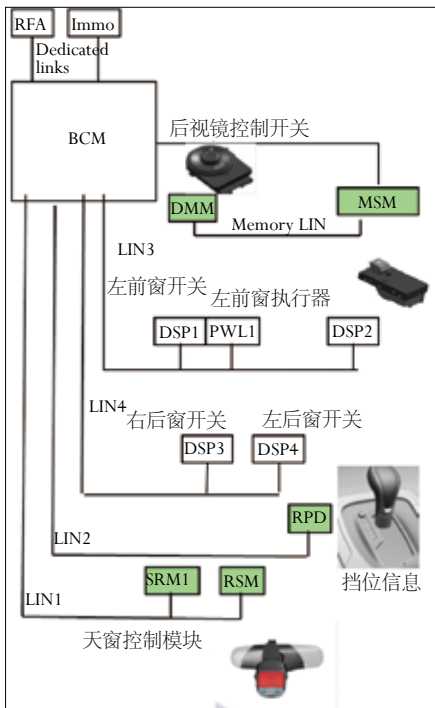 RFA
Immo
Dedicated
links
BCM
后视镜控制开关
DMM
MSM
Memory LIN
LIN3
左前窗开关
左前窗执行器
DSP1
PWL1
DSP2
LIN4
右后窗开关
左后窗开关
DSP3
DSP4
RPD
LIN2
挡位信息
SRM1
RSM
LIN1
天窗控制模块